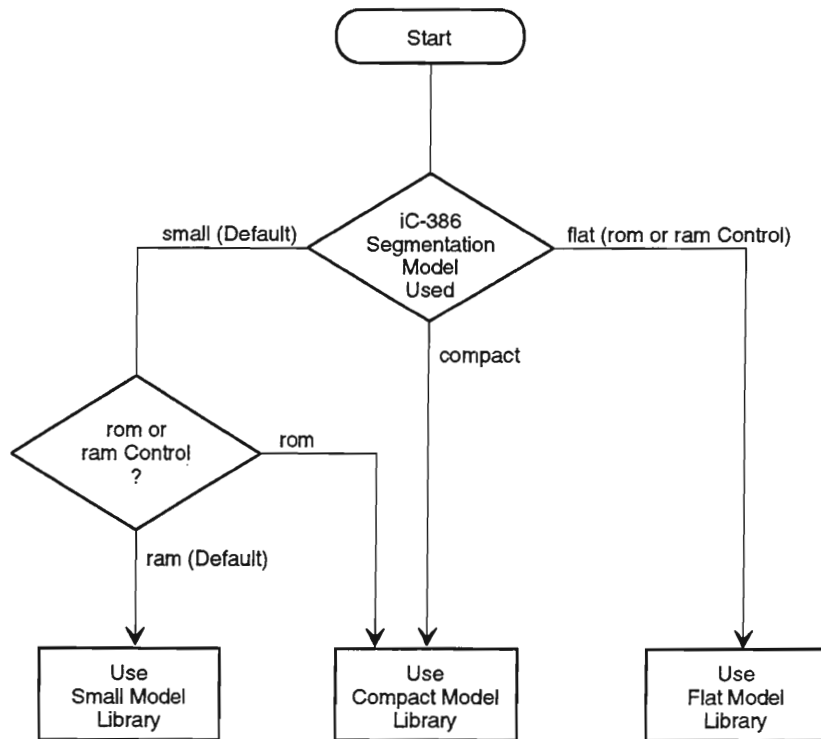 Start
iC-386
Segmentation
Model
Used
small (Default)
flat (rom or ram Control)
compact
rom or
ram Control
?
rom
ram (Default)
Use
Small Model
Library
Use
Compact Model
Library
Use
Flat Model
Library